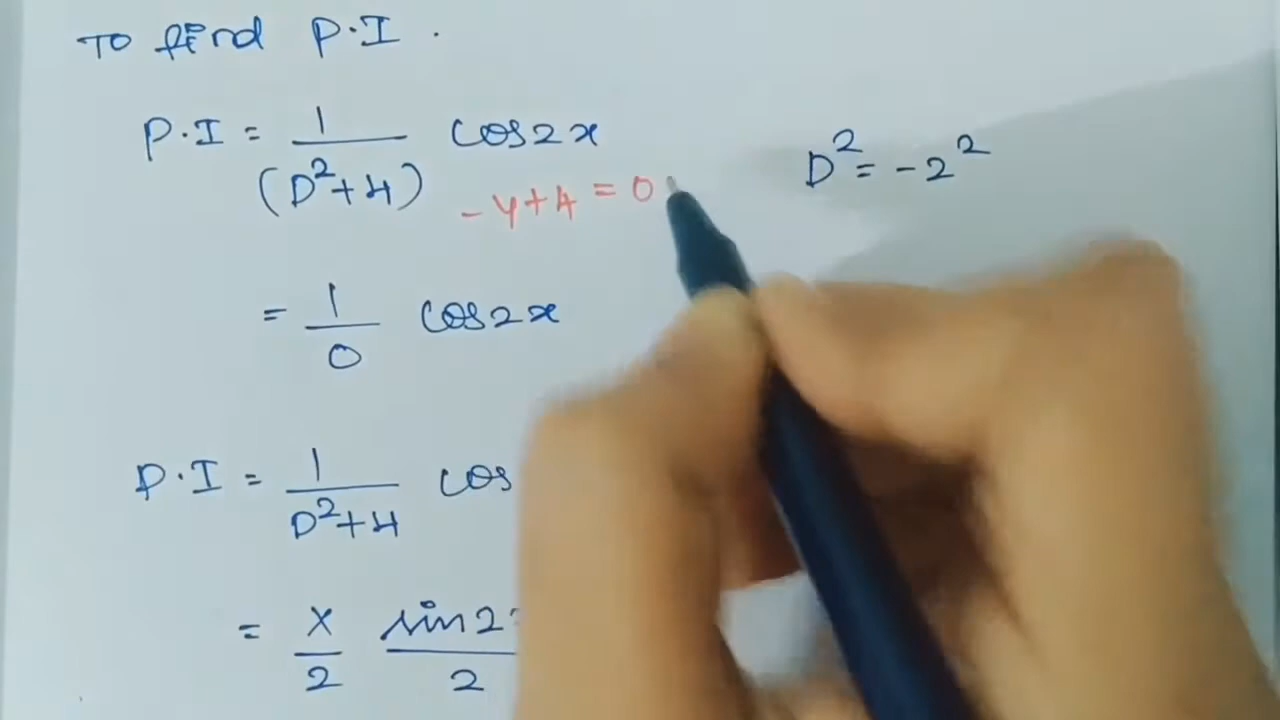 To find P.I.
P.I = 1/(D²+4) cos2x D² = -2²
-4+4 = 0
= 1/0 cos2x
P.I = 1/D²+4 cos
= x/2 sin2/2